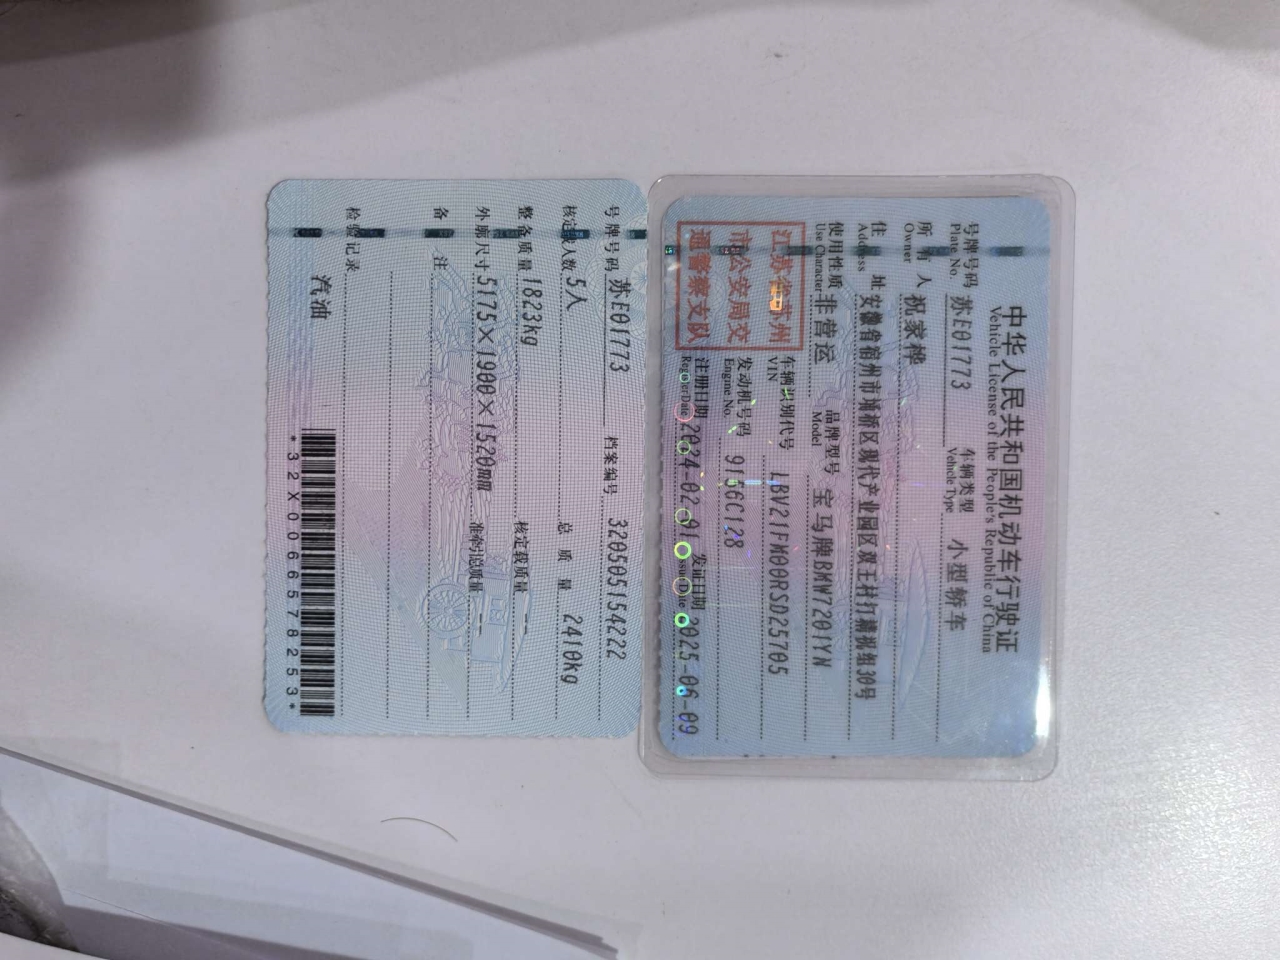 中华人民共和国机动车行驶证
Vehicle License of the People's Republic of China
号牌号码 苏E01773 车辆类型 小型轿车
Plate No. Vehicle Type
所有人 祝家桦
Owner
住址 安徽省宿州市埇桥区现代产业园区双王村打精祝组30号
Address
使用性质 非营运 品牌型号 宝马牌BMW7201YN
Use Character Model
江苏省苏州
市公安局交
通警察支队
车辆识别代号 LBV21FM00RSD25705
VIN
发动机号码 9156C128
Engine No.
注册日期 2024-02-01 发证日期 2025-06-09
Register Date Issue Date
号牌号码 苏E01773 档案编号 320505154222
核定载人数 5人 总质量 2410kg
整备质量 1823kg 核定载质量
外廓尺寸 5175×1900×1520mm 准牵引总质量
备注
检验记录
汽油
*32X0066578253*